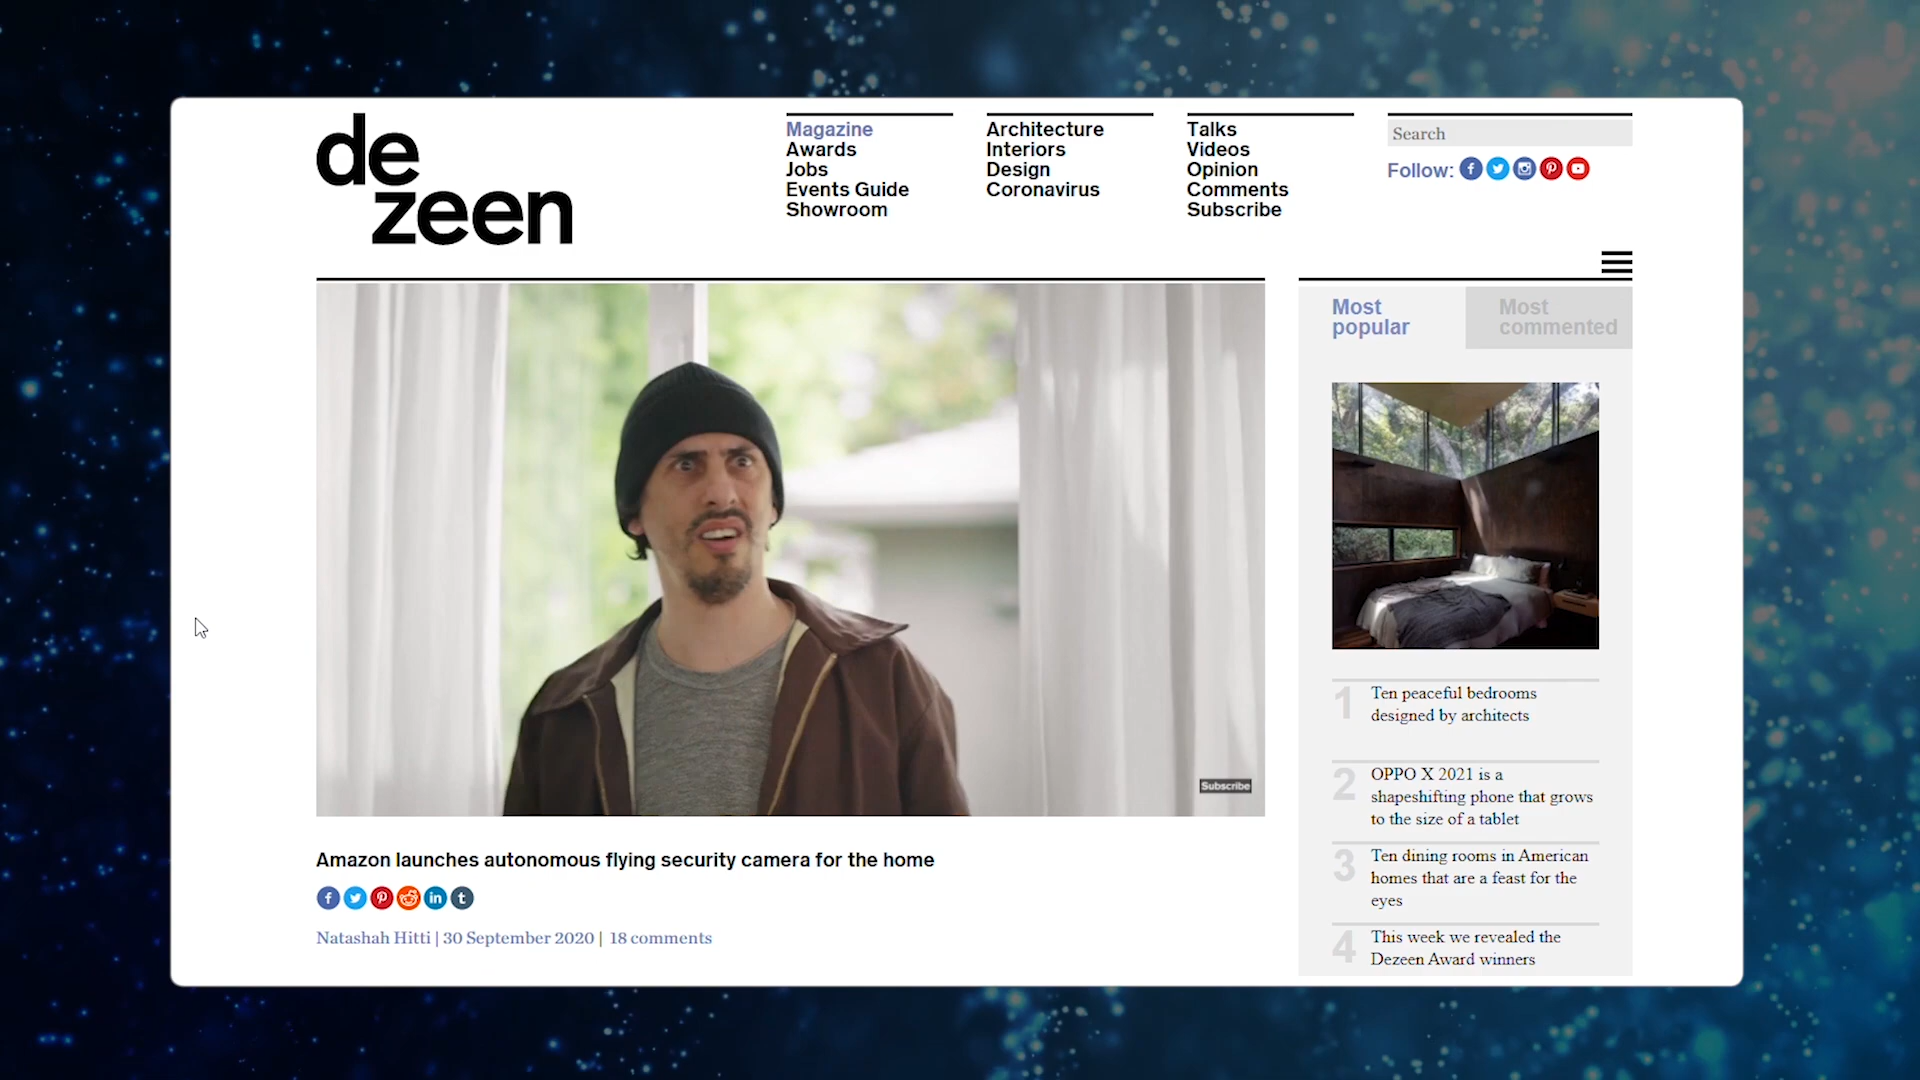 de
zeen
Magazine
Awards
Jobs
Events Guide
Showroom
Architecture
Interiors
Design
Coronavirus
Talks
Videos
Opinion
Comments
Subscribe
Search
Follow:
Most
popular
Most
commented
Subscribe
Amazon launches autonomous flying security camera for the home
Natashah Hitti | 30 September 2020 | 18 comments
1
Ten peaceful bedrooms
designed by architects
2
OPPO X 2021 is a
shapeshifting phone that grows
to the size of a tablet
3
Ten dining rooms in American
homes that are a feast for the
eyes
4
This week we revealed the
Dezeen Award winners